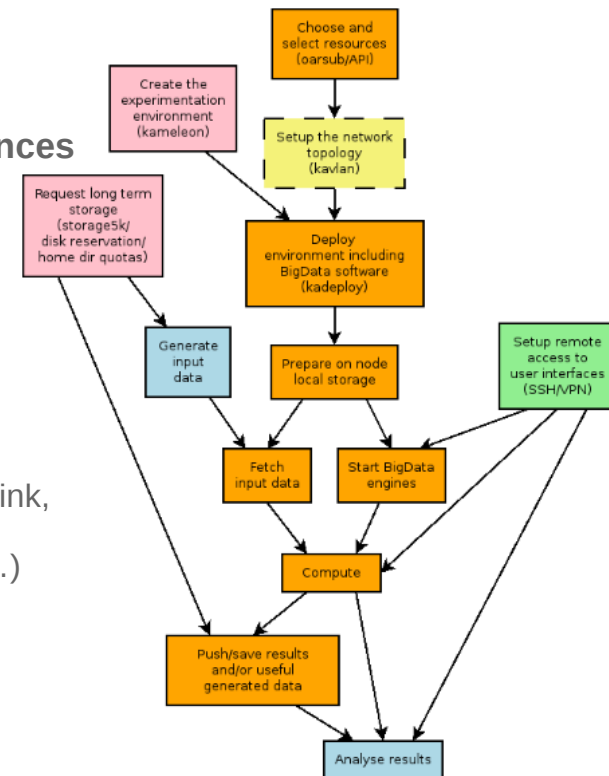 Choose and
select resources
(oarsub/API)
Create the
experimentation
environment
(kameleon)
nces
Setup the network
topology
(kavlan)
Request long term
storage
(storage5k/
disk reservation/
home dir quotas)
Deploy
environment including
BigData software
(kadeploy)
Generate
input
data
Prepare on node
local storage
Setup remote
access to
user interfaces
(SSH/VPN)
Fetch
input data
Start BigData
engines
ink,
.)
Compute
Push/save results
and/or useful
generated data
Analyse results